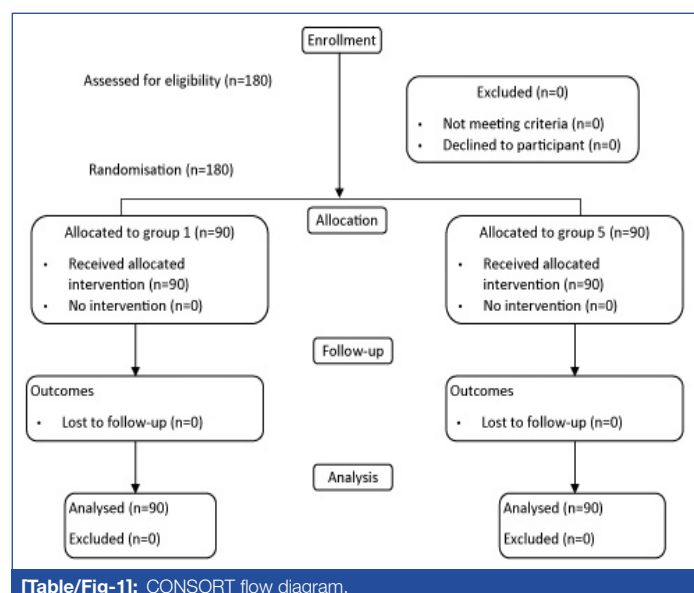 Enrollment
Assessed for eligibility (n=180)
Excluded (n=0)
• Not meeting criteria (n=0)
• Declined to participant (n=0)
Randomisation (n=180)
Allocation
Allocated to group 1 (n=90)
• Received allocated
intervention (n=90)
• No intervention (n=0)
Allocated to group 5 (n=90)
• Received allocated
intervention (n=90)
• No intervention (n=0)
Follow-up
Outcomes
• Lost to follow-up (n=0)
Outcomes
• Lost to follow-up (n=0)
Analysis
Analysed (n=90)
Excluded (n=0)
Analysed (n=90)
Excluded (n=0)
[Table/Fig-1]: CONSORT flow diagram.